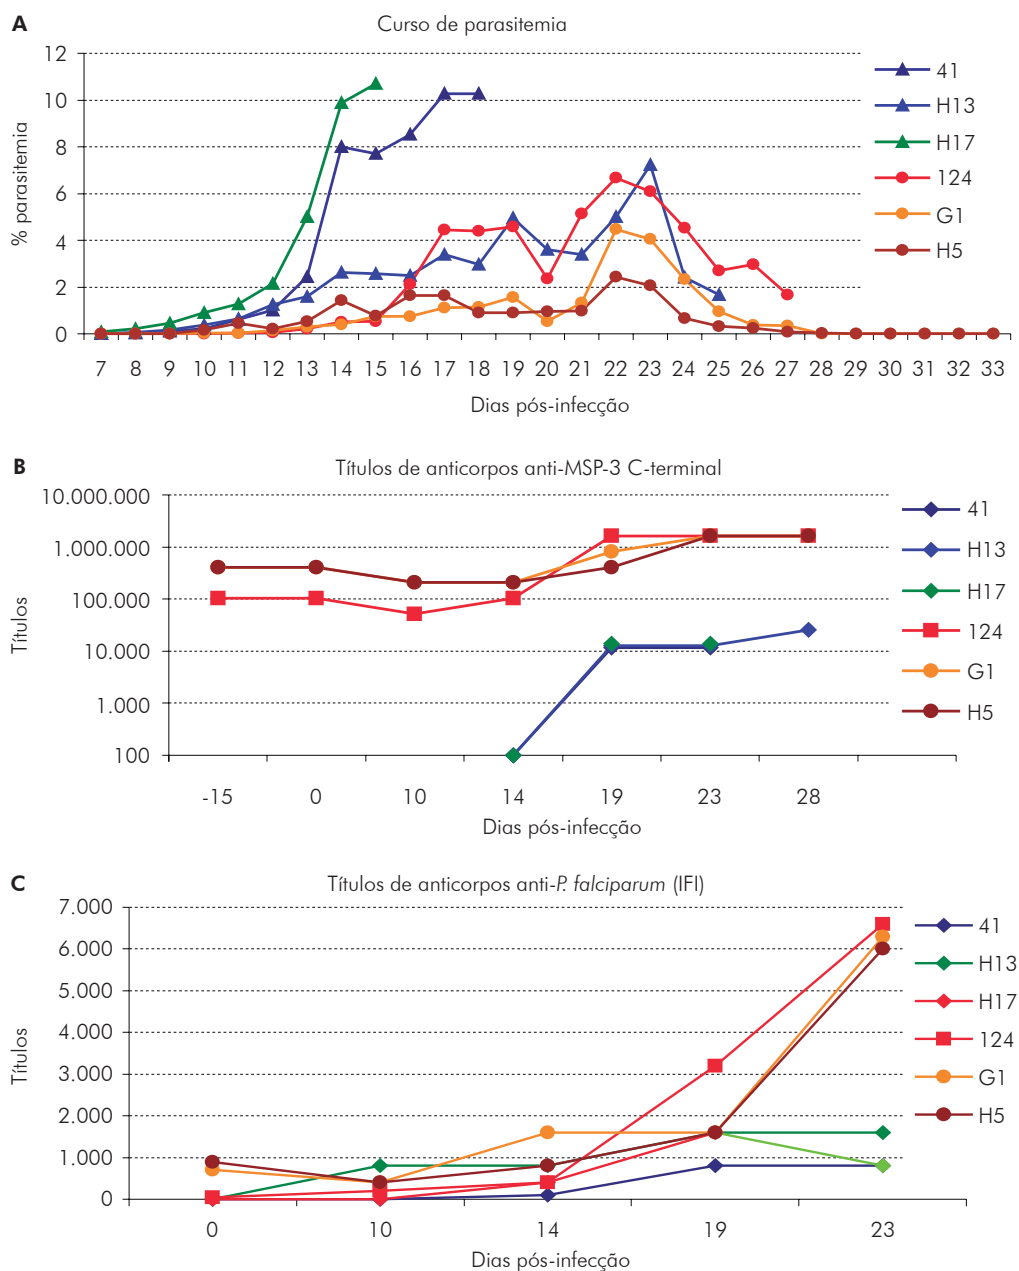 A
Curso de parasitemia
% parasitemia
12
10
8
6
4
2
0
7 8 9 10 11 12 13 14 15 16 17 18 19 20 21 22 23 24 25 26 27 28 29 30 31 32 33
Dias pós-infecção
41
H13
H17
124
G1
H5
B
Títulos de anticorpos anti-MSP-3 C-terminal
Títulos
10.000.000
1.000.000
100.000
10.000
1.000
100
-15 0 10 14 19 23 28
Dias pós-infecção
41
H13
H17
124
G1
H5
C
Títulos de anticorpos anti-P. falciparum (IFI)
Títulos
7.000
6.000
5.000
4.000
3.000
2.000
1.000
0
0 10 14 19 23
Dias pós-infecção
41
H13
H17
124
G1
H5